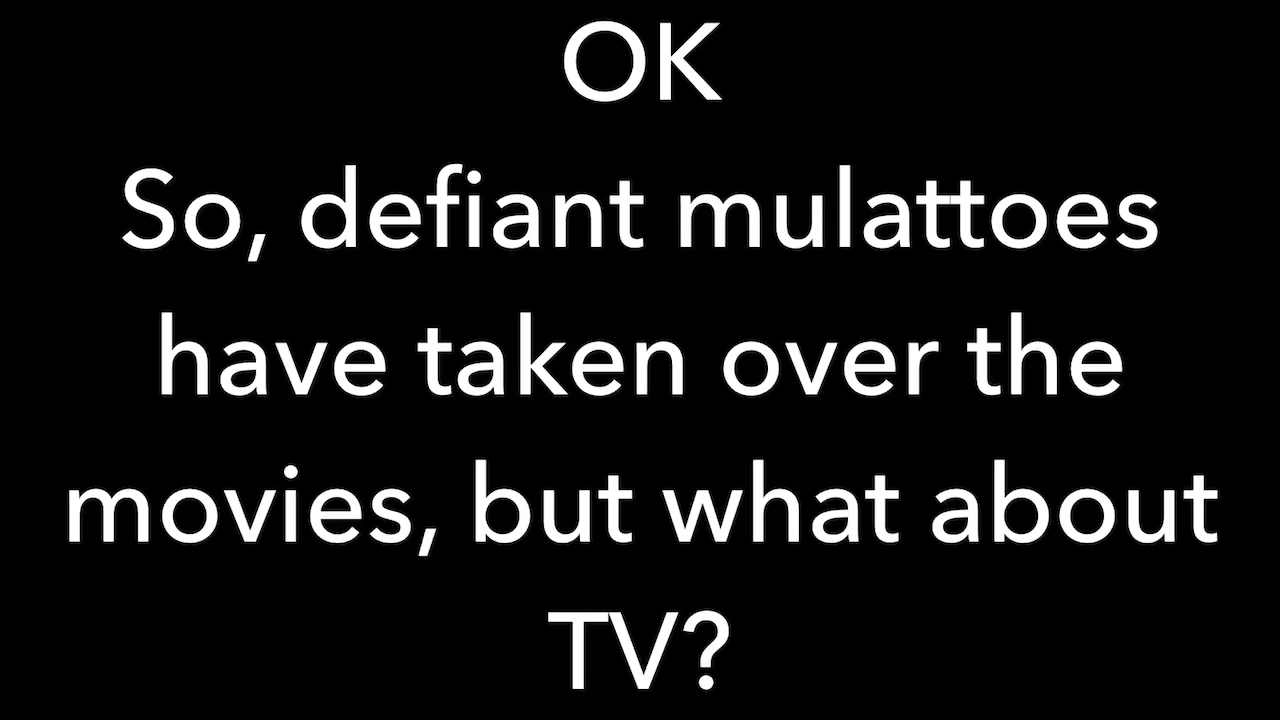 OK
So, defiant mulattoes
have taken over the
movies, but what about
TV?